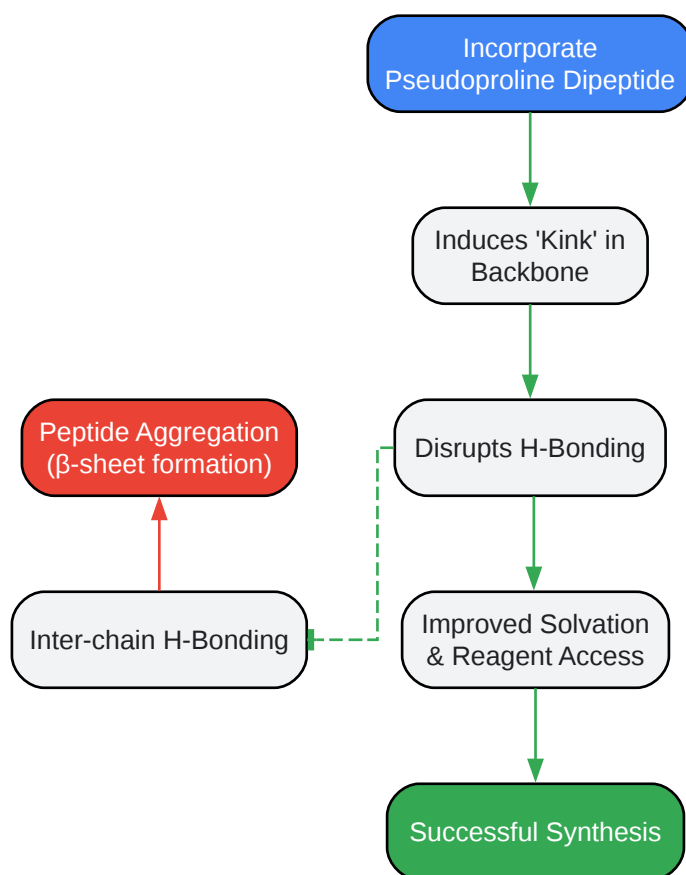 Incorporate
Pseudoproline Dipeptide
Induces 'Kink' in
Backbone
Peptide Aggregation
(β-sheet formation)
Disrupts H-Bonding
Inter-chain H-Bonding
Improved Solvation
& Reagent Access
Successful Synthesis